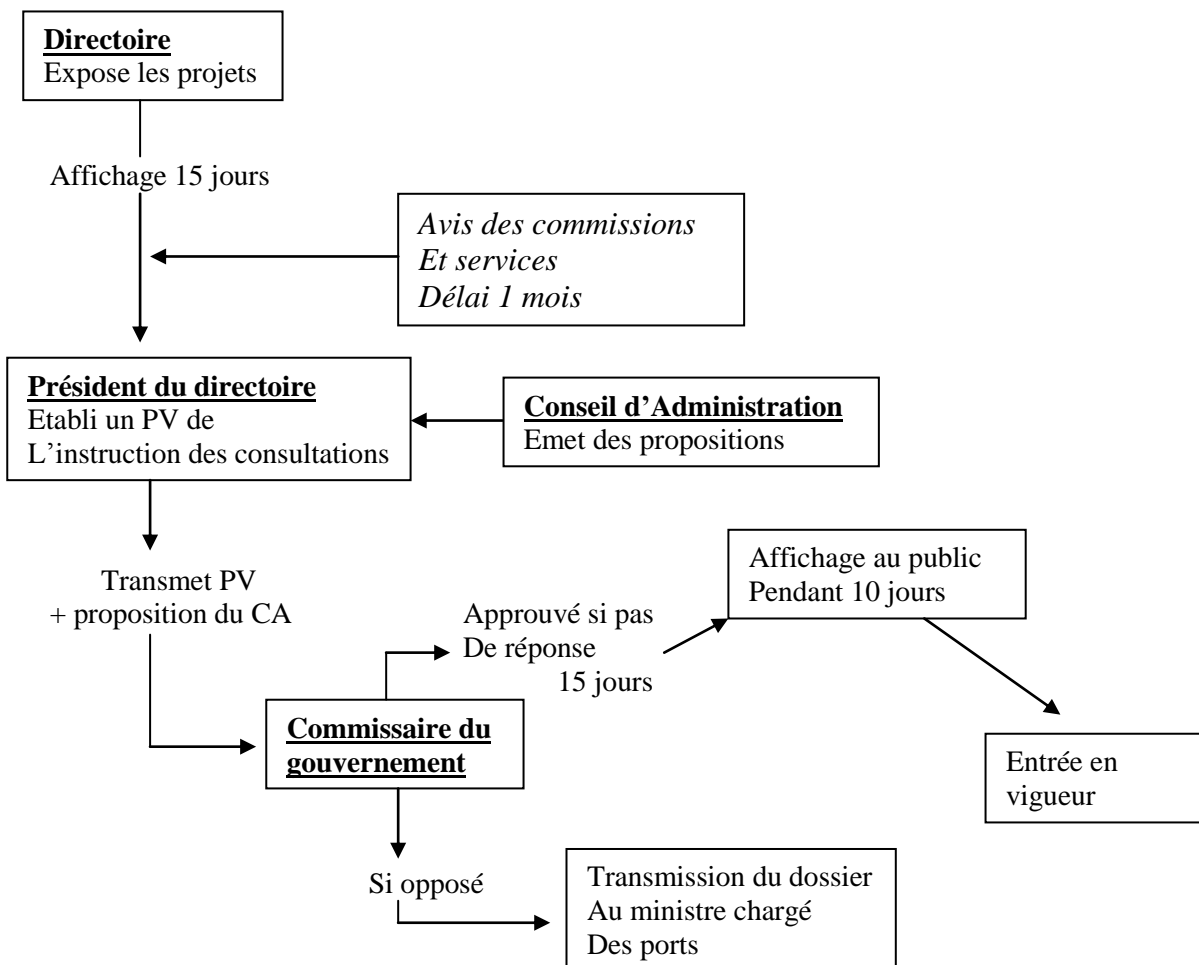 Directoire
Expose les projets
Affichage 15 jours
Avis des commissions
Et services
Délai 1 mois
Président du directoire
Etabli un PV de
L’instruction des consultations
Conseil d’Administration
Emet des propositions
Transmet PV
+ proposition du CA
Approuvé si pas
De réponse
15 jours
Affichage au public
Pendant 10 jours
Commissaire du
gouvernement
Entrée en
vigueur
Si opposé
Transmission du dossier
Au ministre chargé
Des ports